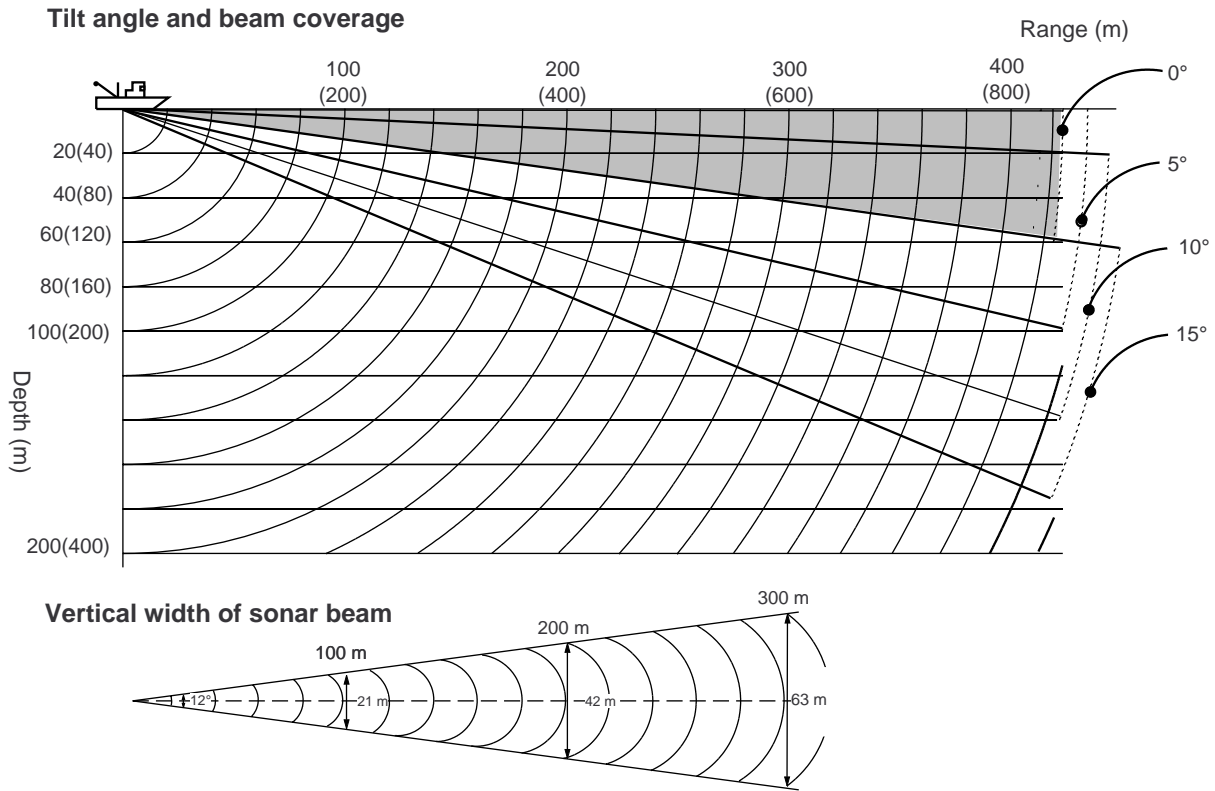 Tilt angle and beam coverage
Range (m)
100
(200)
200
(400)
300
(600)
400
(800)
0°
20(40)
5°
40(80)
60(120)
10°
80(160)
100(200)
15°
Depth (m)
200(400)
Vertical width of sonar beam
300 m
200 m
100 m
12°
21 m
42 m
63 m